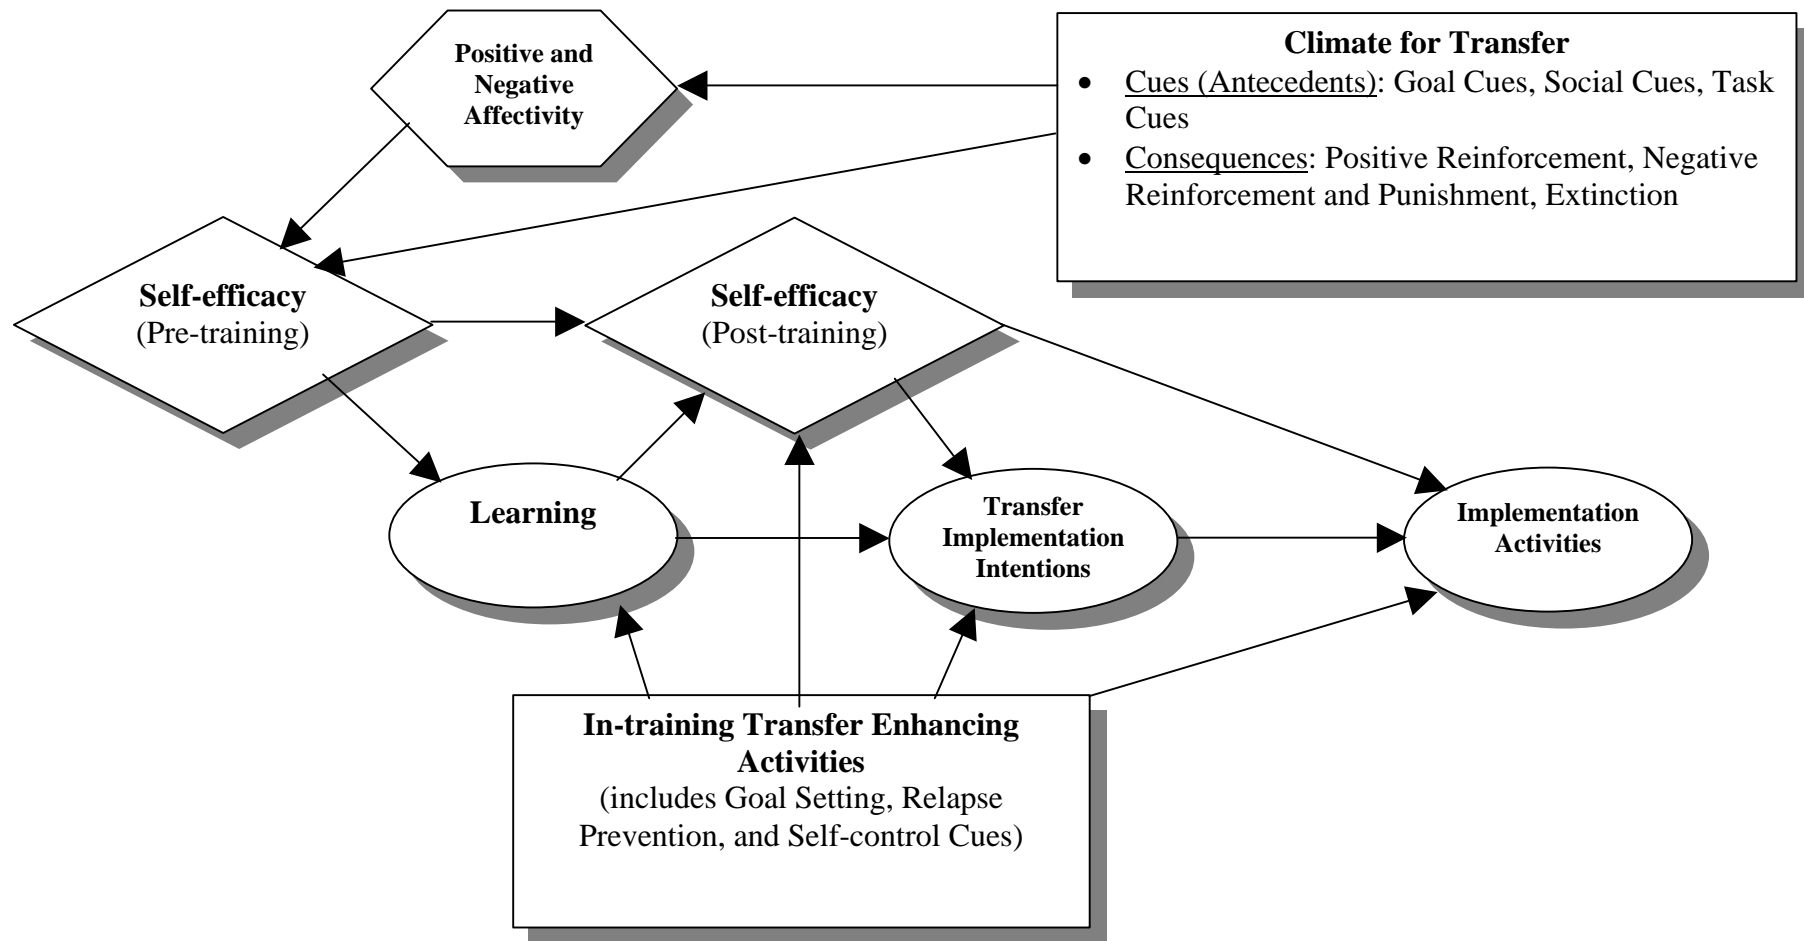 Positive and
Negative
Affectivity
Climate for Transfer
• Cues (Antecedents): Goal Cues, Social Cues, Task
Cues
• Consequences: Positive Reinforcement, Negative
Reinforcement and Punishment, Extinction
Self-efficacy
(Pre-training)
Self-efficacy
(Post-training)
Learning
Transfer
Implementation
Intentions
Implementation
Activities
In-training Transfer Enhancing
Activities
(includes Goal Setting, Relapse
Prevention, and Self-control Cues)